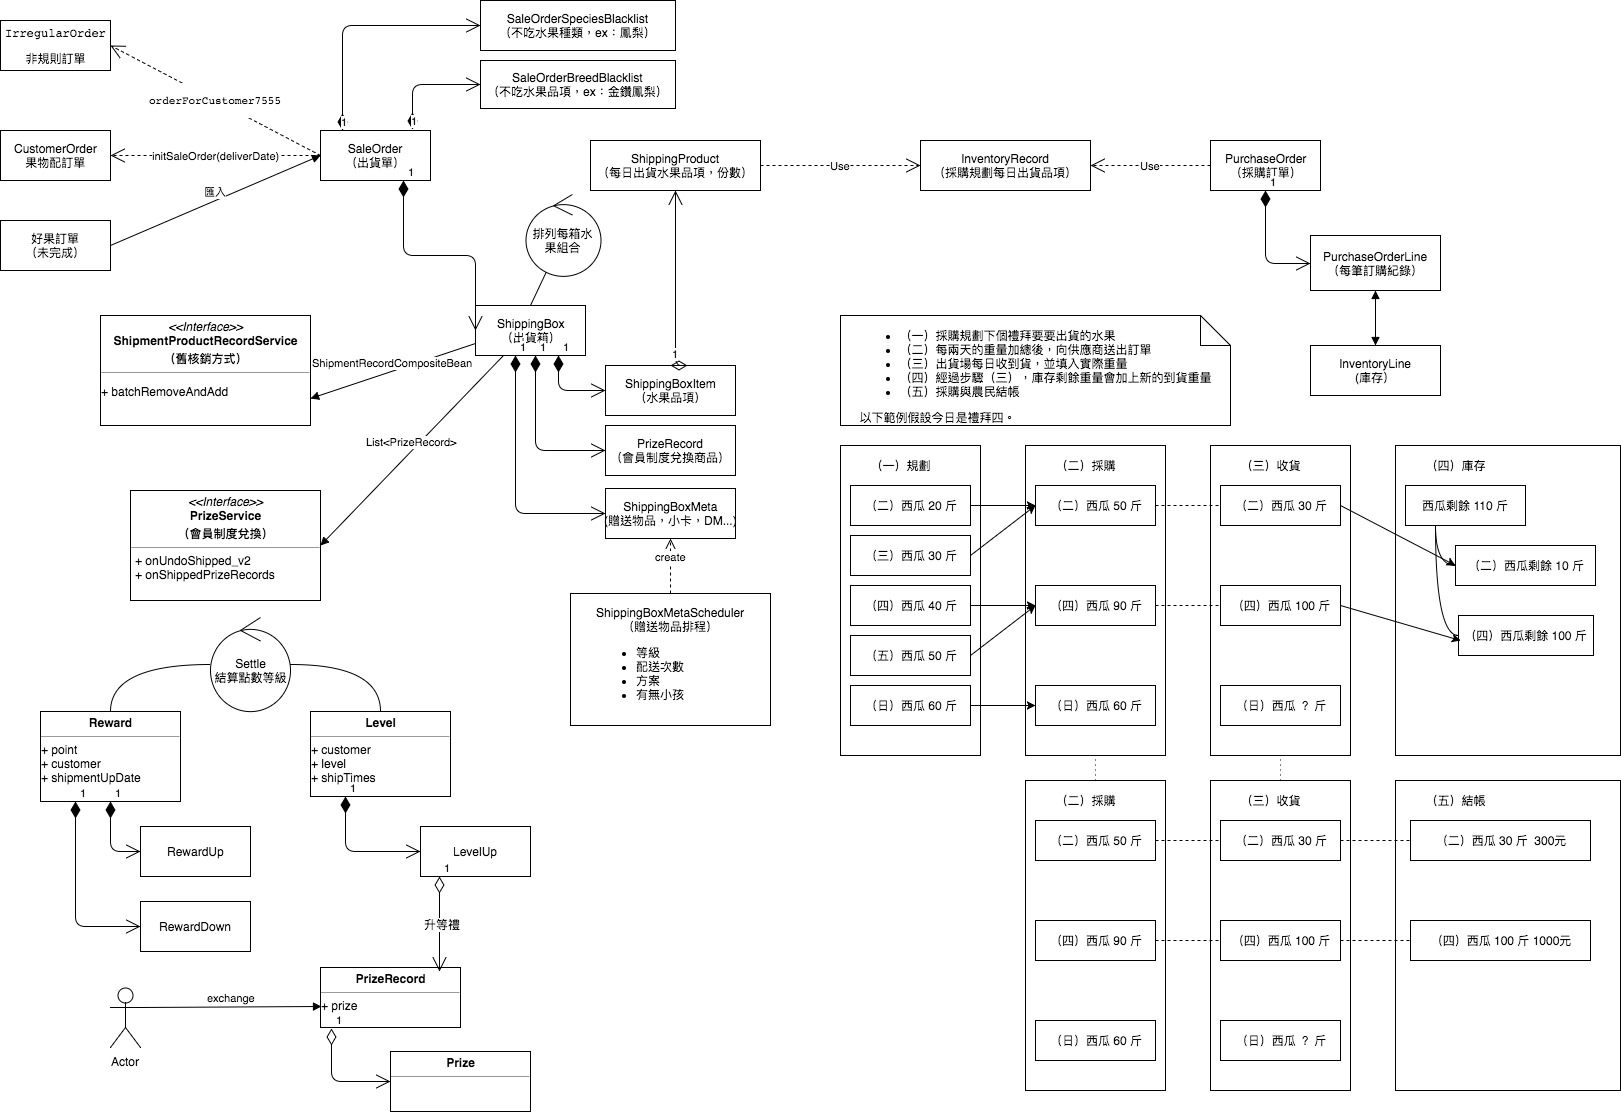 IrregularOrder
非規則訂單
SaleOrderSpeciesBlacklist
（不吃水果種類，ex：鳳梨）
SaleOrderBreedBlacklist
（不吃水果品項，ex：金鑽鳳梨）
orderForCustomer7555
1
1
CustomerOrder
果物配訂單
initSaleOrder(deliverDate)
SaleOrder
（出貨單）
1
匯入
好果訂單
（未完成）
ShippingProduct
（每日出貨水果品項，份數）
Use
InventoryRecord
（採購規劃每日出貨品項）
Use
PurchaseOrder
（採購訂單）
1
排列每箱水
果組合
PurchaseOrderLine
（每筆訂購紀錄）
InventoryLine
（庫存）
<<Interface>>
ShipmentProductRecordService
（舊核銷方式）
+ batchRemoveAndAdd
ShipmentRecordCompositeBean
ShippingBox
（出貨箱）
1
1
1
1
ShippingBoxItem
（水果品項）
List<PrizeRecord>
PrizeRecord
（會員制度兌換商品）
ShippingBoxMeta
（贈送物品，小卡，DM...）
create
ShippingBoxMetaScheduler
（贈送物品排程）
• 等級
• 配送次數
• 方案
• 有無小孩
<<Interface>>
PrizeService
（會員制度兌換）
+ onUndoShipped_v2
+ onShippedPrizeRecords
• （一）採購規劃下個禮拜要要出貨的水果
• （二）每兩天的重量加總後，向供應商送出訂單
• （三）出貨場每日收到貨，並填入實際重量
• （四）經過步驟（三），庫存剩餘重量會加上新的到貨重量
• （五）採購與農民結帳
以下範例假設今日是禮拜四。
（一）規劃
（二）西瓜 20 斤
（三）西瓜 30 斤
（四）西瓜 40 斤
（五）西瓜 50 斤
（日）西瓜 60 斤
（二）採購
（二）西瓜 50 斤
（四）西瓜 90 斤
（日）西瓜 60 斤
（三）收貨
（二）西瓜 30 斤
（四）西瓜 100 斤
（日）西瓜 ？ 斤
（四）庫存
西瓜剩餘 110 斤
（二）西瓜剩餘 10 斤
（四）西瓜剩餘 100 斤
Settle
結算點數等級
Reward
+ point
+ customer
+ shipmentUpDate
1
1
Level
+ customer
+ level
+ shipTimes
1
RewardUp
RewardDown
LevelUp
1
升等禮
Actor
exchange
PrizeRecord
+ prize
1
Prize
（二）採購
（二）西瓜 50 斤
（四）西瓜 90 斤
（日）西瓜 60 斤
（三）收貨
（二）西瓜 30 斤
（四）西瓜 100 斤
（日）西瓜 ？ 斤
（五）結帳
（二）西瓜 30 斤 300元
（四）西瓜 100 斤 1000元